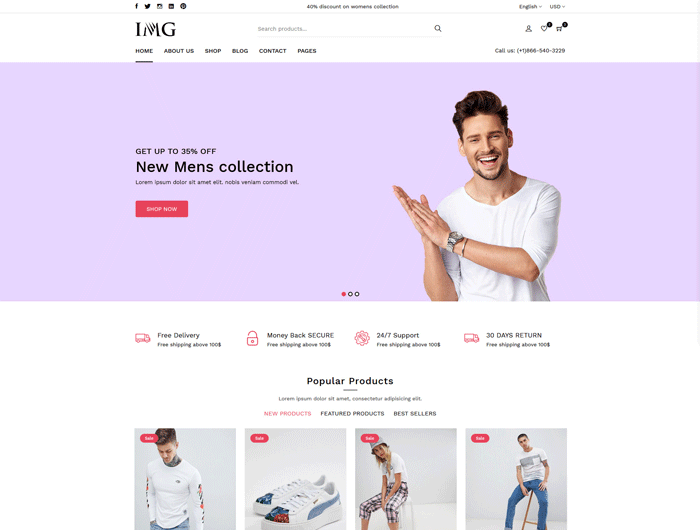 40% discount on womens collection
English
USD
IMG
Search products...
0
0
HOME
ABOUT US
SHOP
BLOG
CONTACT
PAGES
Call us: (+1)866-540-3229
GET UP TO 35% OFF
New Mens collection
Lorem ipsum dolor sit amet elit. nobis veniam commodi vel.
SHOP NOW
Free Delivery
Free shipping above 100$
Money Back SECURE
Free shipping above 100$
24/7 Support
Free shipping above 100$
30 DAYS RETURN
Free shipping above 100$
Popular Products
Lorem ipsum dolor sit amet, consectetur adipisicing elit.
NEW PRODUCTS
FEATURED PRODUCTS
BEST SELLERS
Sale
Sale
Sale
Sale